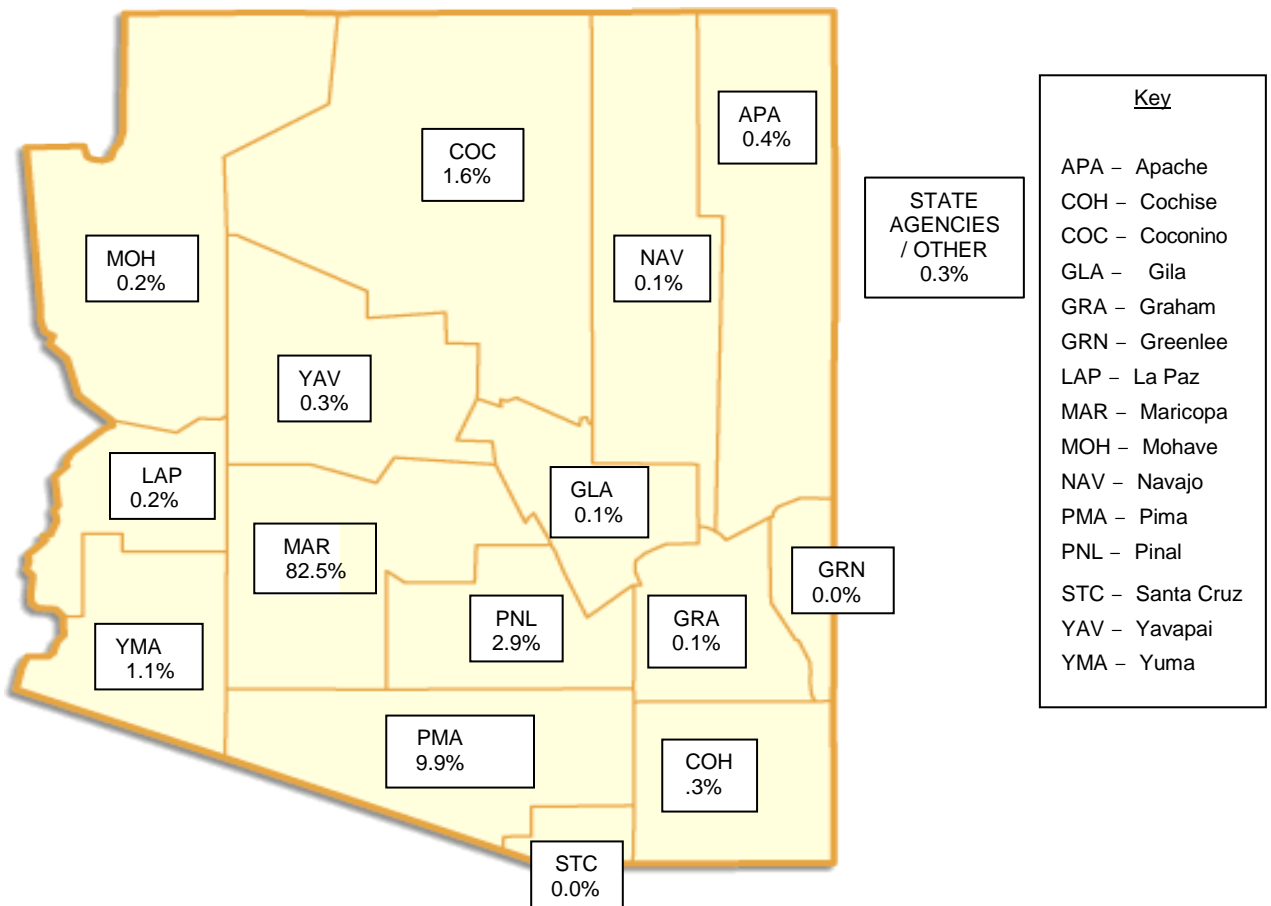 APA
0.4%
COC
1.6%
MOH
0.2%
NAV
0.1%
STATE
AGENCIES
/ OTHER
0.3%
YAV
0.3%
LAP
0.2%
GLA
0.1%
MAR
82.5%
GRN
0.0%
PNL
2.9%
GRA
0.1%
YMA
1.1%
PMA
9.9%
COH
.3%
STC
0.0%
Key
APA – Apache
COH – Cochise
COC – Coconino
GLA – Gila
GRA – Graham
GRN – Greenlee
LAP – La Paz
MAR – Maricopa
MOH – Mohave
NAV – Navajo
PMA – Pima
PNL – Pinal
STC – Santa Cruz
YAV – Yavapai
YMA – Yuma